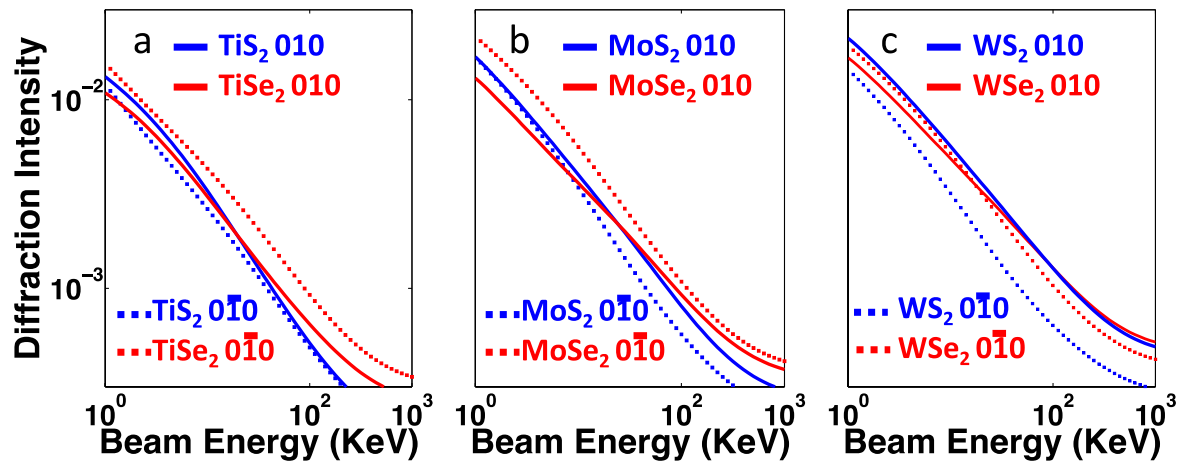 Diffraction Intensity
10⁻²
10⁻³
a
TiS₂ 010
TiSe₂ 010
TiS₂ 01̄0
TiSe₂ 01̄0
10⁰
10²
10³
Beam Energy (KeV)
b
MoS₂ 010
MoSe₂ 010
MoS₂ 01̄0
MoSe₂ 01̄0
10⁰
10²
10³
Beam Energy (KeV)
c
WS₂ 010
WSe₂ 010
WS₂ 01̄0
WSe₂ 01̄0
10⁰
10²
10³
Beam Energy (KeV)